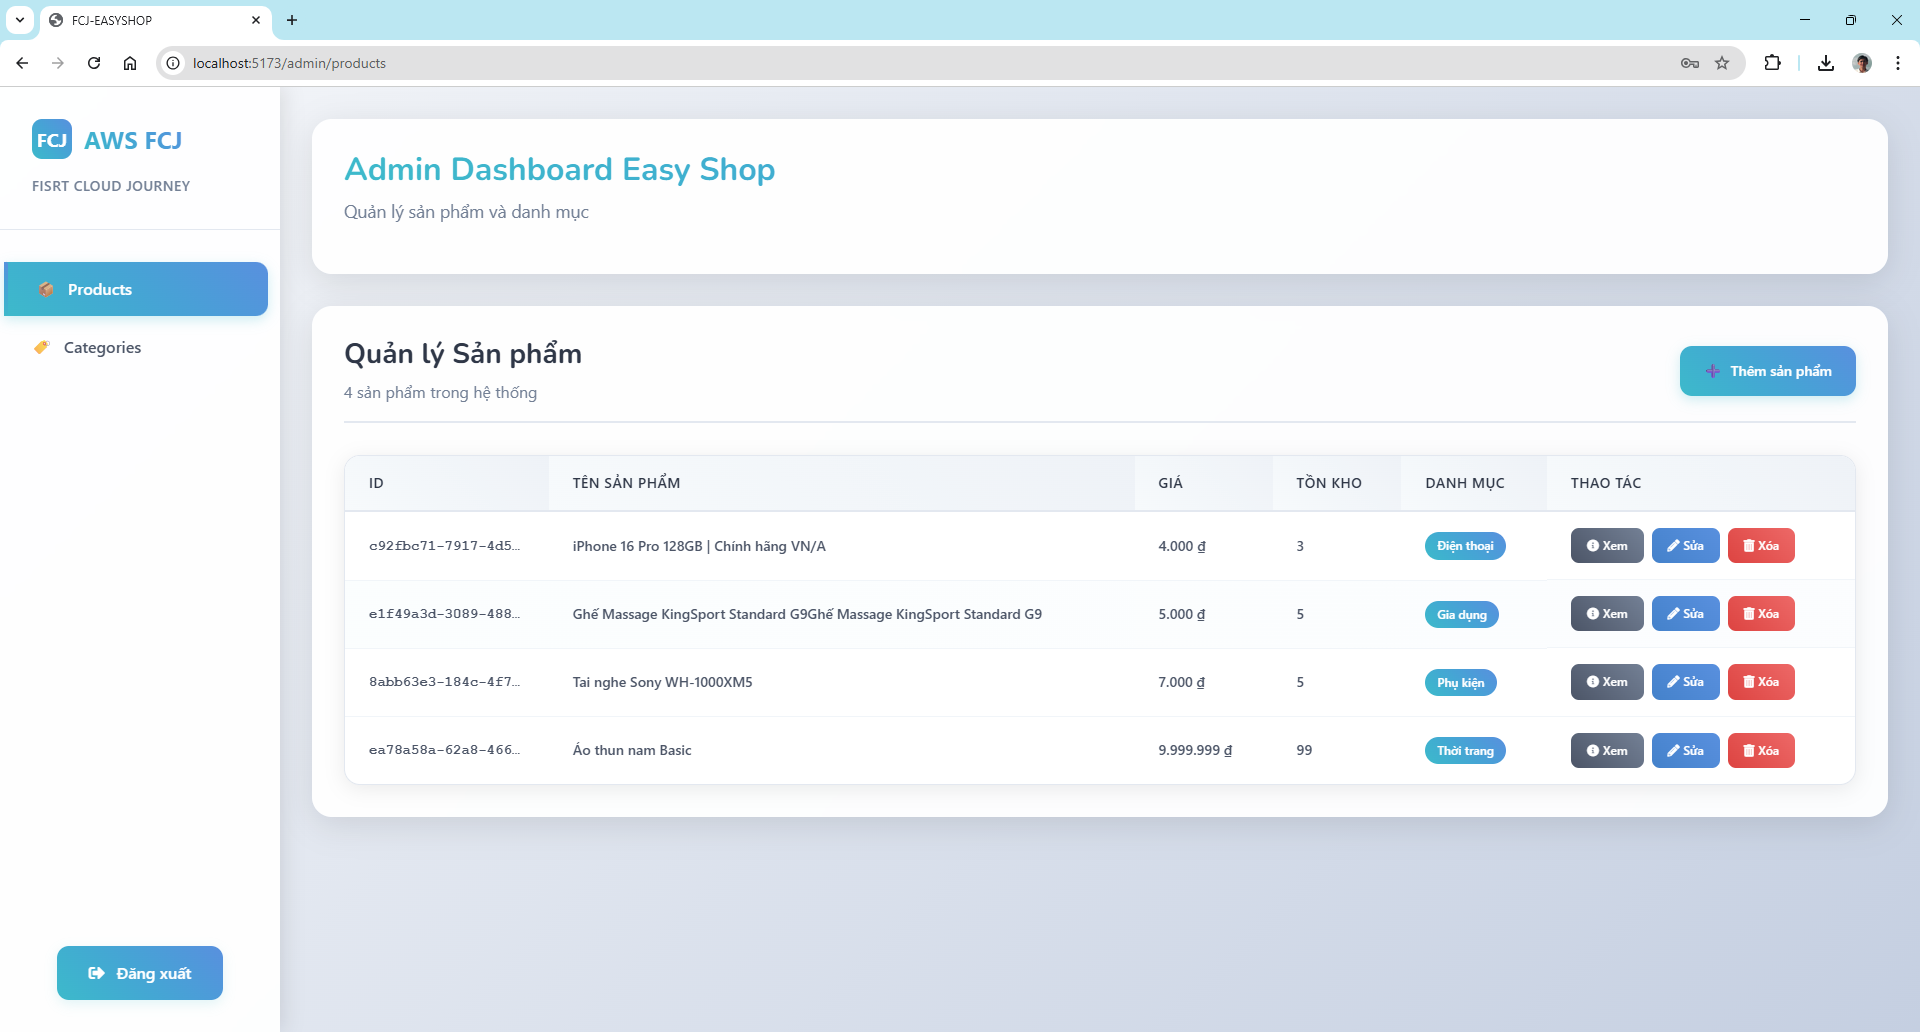 FCJ-EASYSHOP
localhost:5173/admin/products
FCJ AWS FCJ
FISRT CLOUD JOURNEY
Products
Categories
Đăng xuất
Admin Dashboard Easy Shop
Quản lý sản phẩm và danh mục
Quản lý Sản phẩm
4 sản phẩm trong hệ thống
Thêm sản phẩm
ID TÊN SẢN PHẨM GIÁ TỒN KHO DANH MỤC THAO TÁC
c92fbc71-7917-4d5... iPhone 16 Pro 128GB | Chính hãng VN/A 4.000 ₫ 3 Điện thoại Xem Sửa Xóa
e1f49a3d-3089-488... Ghế Massage KingSport Standard G9Ghế Massage KingSport Standard G9 5.000 ₫ 5 Gia dụng Xem Sửa Xóa
8abb63e3-184c-4f7... Tai nghe Sony WH-1000XM5 7.000 ₫ 5 Phụ kiện Xem Sửa Xóa
ea78a58a-62a8-466... Áo thun nam Basic 9.999.999 ₫ 99 Thời trang Xem Sửa Xóa